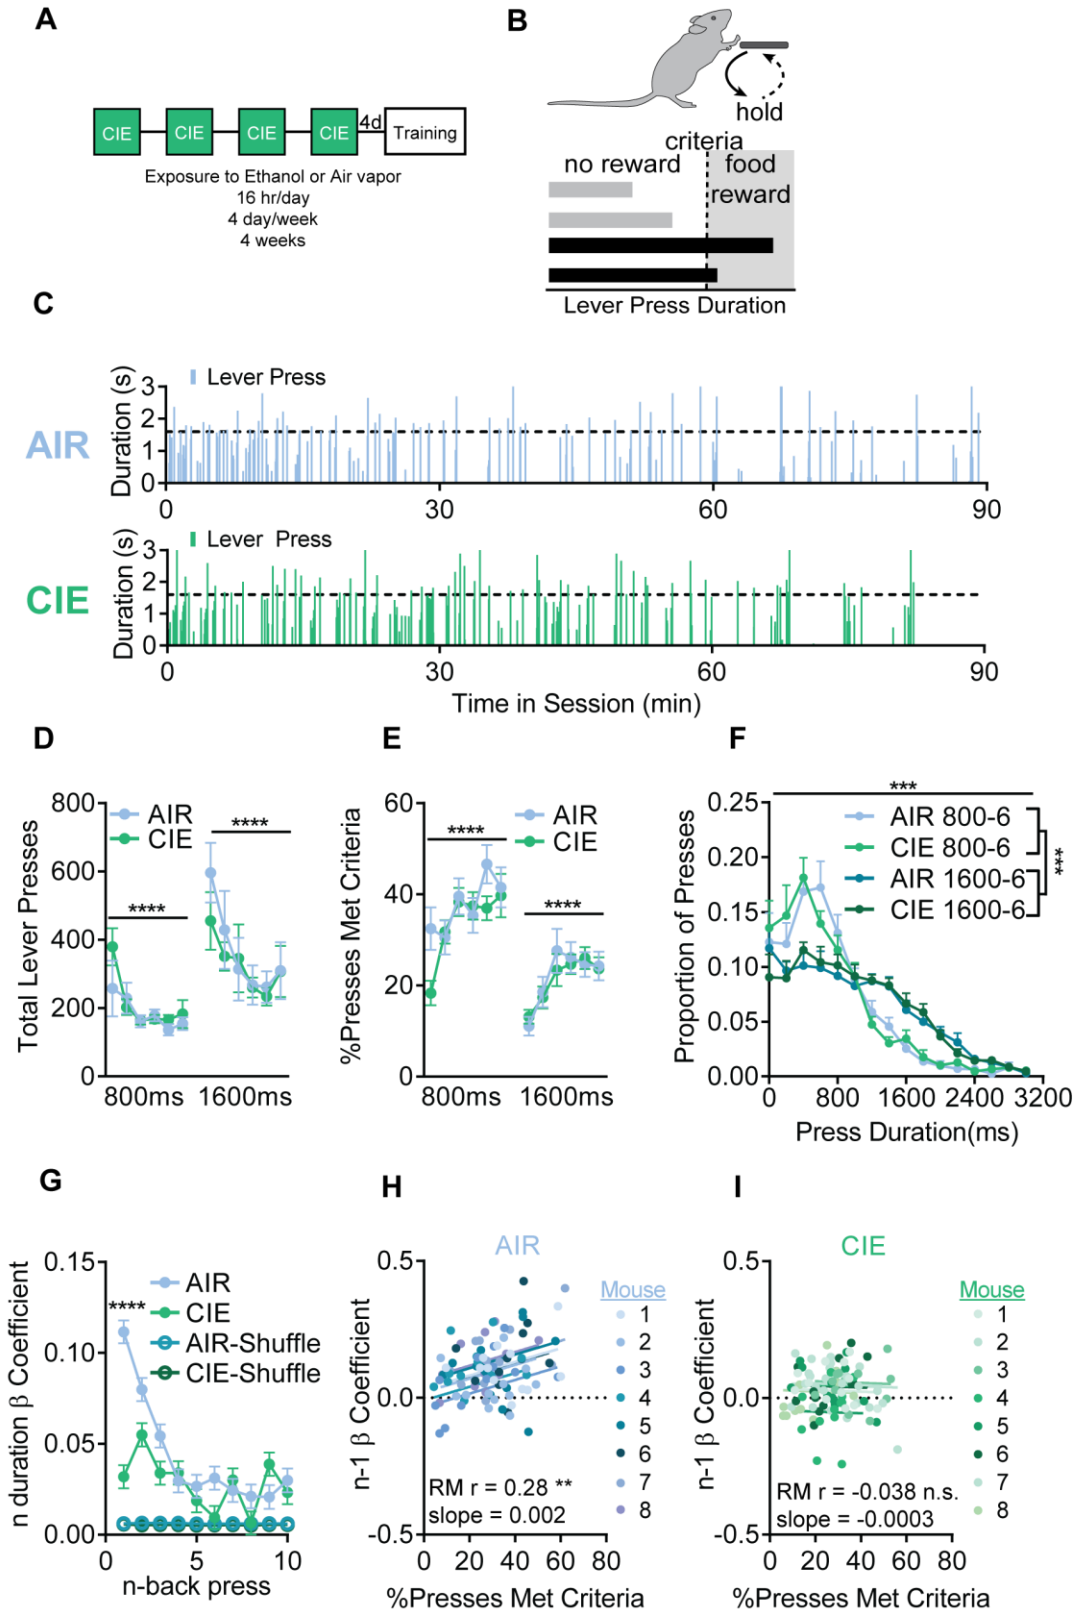 A
CIE CIE CIE CIE 4d Training
Exposure to Ethanol or Air vapor
16 hr/day
4 day/week
4 weeks
B
hold
criteria
no reward food
reward
Lever Press Duration
C
Lever Press
AIR
Duration (s)
3
2
1
0
0 30 60 90
Lever Press
CIE
Duration (s)
3
2
1
0
0 30 60 90
Time in Session (min)
D
Total Lever Presses
800
600
400
200
0
AIR
CIE
****
****
800ms 1600ms
E
%Presses Met Criteria
60
40
20
0
AIR
CIE
****
****
800ms 1600ms
F
Proportion of Presses
0.25
0.20
0.15
0.10
0.05
0.00
***
AIR 800-6
CIE 800-6
AIR 1600-6
CIE 1600-6
***
0 800 1600 2400 3200
Press Duration(ms)
G
n duration β Coefficient
0.15
0.10
0.05
0.00
****
AIR
CIE
AIR-Shuffle
CIE-Shuffle
0 5 10
n-back press
H
AIR
n-1 β Coefficient
0.5
0.0
-0.5
RM r = 0.28 **
slope = 0.002
0 20 40 60 80
%Presses Met Criteria
Mouse
1
2
3
4
5
6
7
8
I
CIE
n-1 β Coefficient
0.5
0.0
-0.5
RM r = -0.038 n.s.
slope = -0.0003
0 20 40 60 80
%Presses Met Criteria
Mouse
1
2
3
4
5
6
7
8